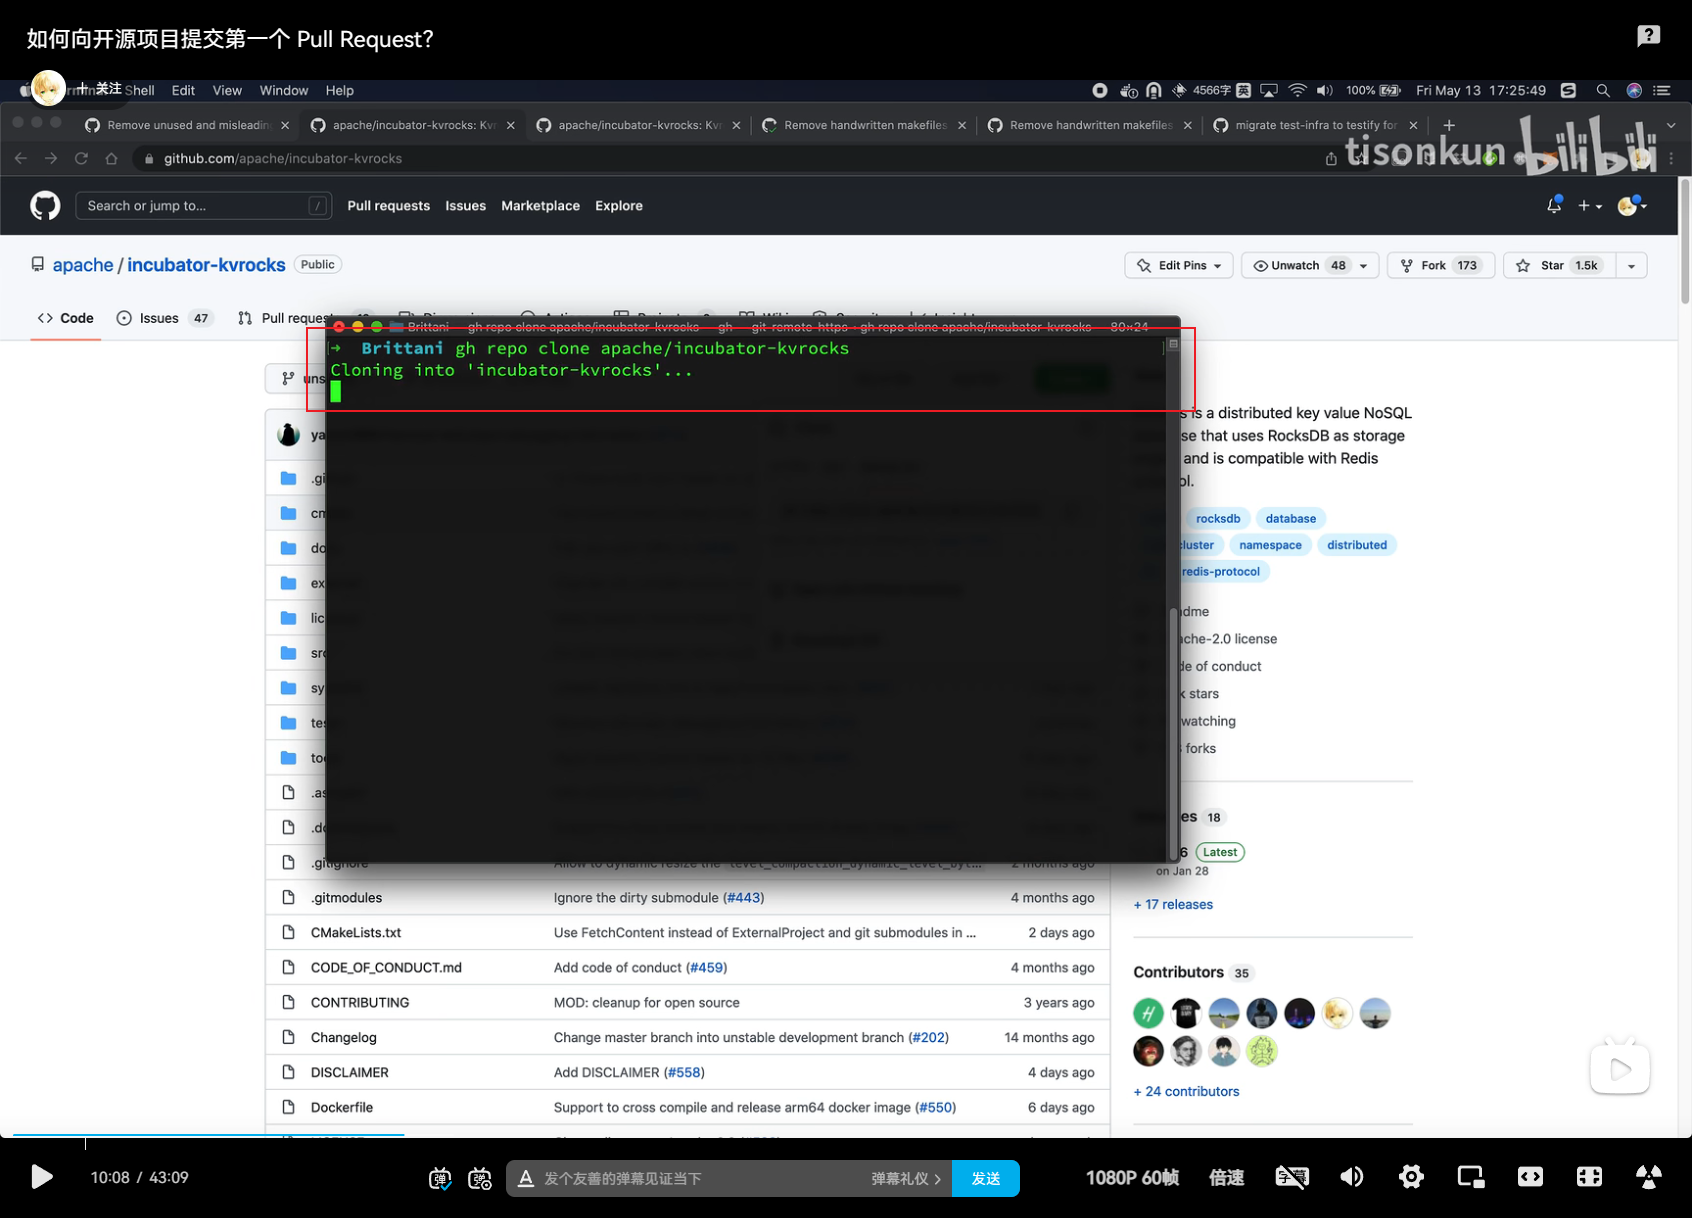 如何向开源项目提交第一个 Pull Request?
+ 关注
Shell Edit View Window Help
4566字 英 100% Fri May 13 17:25:49
Remove unused and misleading
apache/incubator-kvrocks: Kv
apache/incubator-kvrocks: Kv
Remove handwritten makefiles
Remove handwritten makefiles
migrate test-infra to testify for
github.com/apache/incubator-kvrocks
tisonkun bilibili
Search or jump to... /
Pull requests Issues Marketplace Explore
apache / incubator-kvrocks Public
Edit Pins
Unwatch 48
Fork 173
Star 1.5k
Code
Issues 47
Pull reque
Brittani — gh repo clone apache/incubator-kvrocks — gh — git-remote-https ‹ gh repo clone apache/incubator-kvrocks — 80×24
→ Brittani gh repo clone apache/incubator-kvrocks
Cloning into 'incubator-kvrocks'...
is a distributed key value NoSQL
se that uses RocksDB as storage
and is compatible with Redis
ol.
rocksdb database
cluster namespace distributed
redis-protocol
dme
ache-2.0 license
de of conduct
k stars
watching
forks
es 18
6 Latest
on Jan 28
+ 17 releases
.gitignore Allow to dynamic resize the level_compaction_dynamic_level_byt... 2 months ago
.gitmodules Ignore the dirty submodule (#443) 4 months ago
CMakeLists.txt Use FetchContent instead of ExternalProject and git submodules in ... 2 days ago
CODE_OF_CONDUCT.md Add code of conduct (#459) 4 months ago
CONTRIBUTING MOD: cleanup for open source 3 years ago
Changelog Change master branch into unstable development branch (#202) 14 months ago
DISCLAIMER Add DISCLAIMER (#558) 4 days ago
Dockerfile Support to cross compile and release arm64 docker image (#550) 6 days ago
Contributors 35
+ 24 contributors
10:08 / 43:09
弹
弹
发个友善的弹幕见证当下
弹幕礼仪 >
发送
1080P 60帧
倍速
字幕